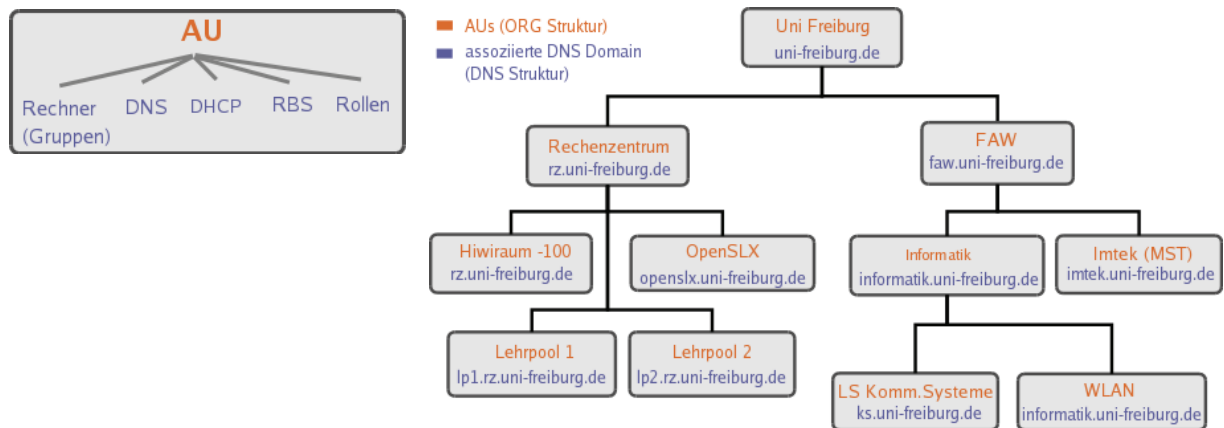 AU
Rechner
(Gruppen)
DNS
DHCP
RBS
Rollen
AUs (ORG Struktur)
assoziierte DNS Domain
(DNS Struktur)
Uni Freiburg
uni-freiburg.de
Rechenzentrum
rz.uni-freiburg.de
FAW
faw.uni-freiburg.de
Hiwiraum -100
rz.uni-freiburg.de
OpenSLX
openslx.uni-freiburg.de
Informatik
informatik.uni-freiburg.de
Imtek (MST)
imtek.uni-freiburg.de
Lehrpool 1
lp1.rz.uni-freiburg.de
Lehrpool 2
lp2.rz.uni-freiburg.de
LS Komm.Systeme
ks.uni-freiburg.de
WLAN
informatik.uni-freiburg.de